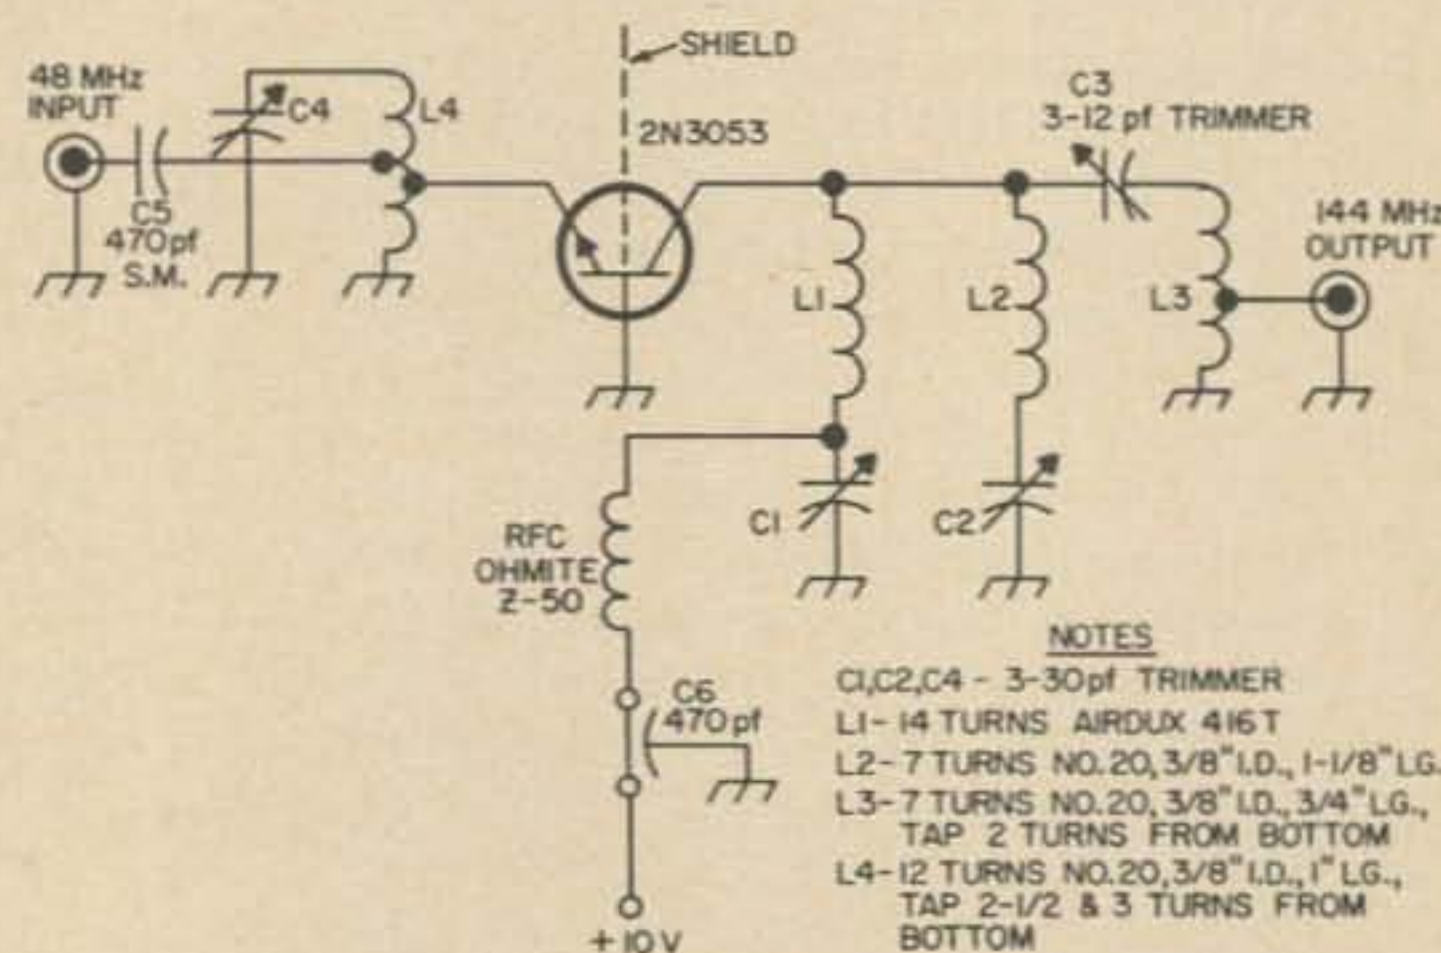 SHIELD
48 MHz
INPUT
C4
L4
C3
3-12 pf TRIMMER
2N3053
C5
470pf
S.M.
144 MHz
OUTPUT
L1
L2
L3
C1
C2
RFC
OHMITE
Z-50
C6
470 pf
+10V
NOTES
C1,C2,C4 - 3-30pf TRIMMER
L1-14 TURNS AIRDUX 416T
L2-7 TURNS NO.20,3/8" I.D., 1-1/8" LG.
L3-7 TURNS NO.20, 3/8" I.D., 3/4" LG.,
TAP 2 TURNS FROM BOTTOM
L4-12 TURNS NO.20,3/8" I.D.,1" LG.,
TAP 2-1/2 & 3 TURNS FROM
BOTTOM